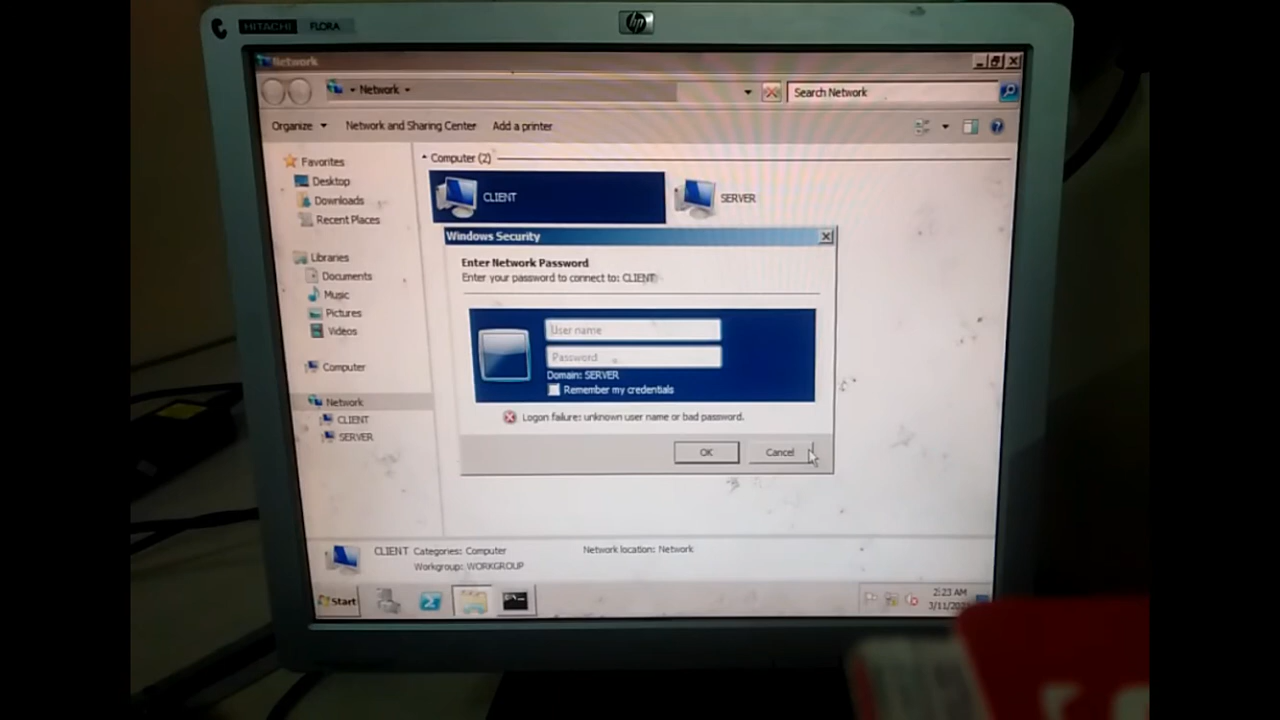 HITACHI FLORA
hp
Network
Network
Search Network
Organize Network and Sharing Center Add a printer
Favorites
Desktop
Downloads
Recent Places
Libraries
Documents
Music
Pictures
Videos
Computer
Network
CLIENT
SERVER
Computer (2)
CLIENT
SERVER
Windows Security
Enter Network Password
Enter your password to connect to: CLIENT
User name
Password
Domain: SERVER
Remember my credentials
Logon failure: unknown user name or bad password.
OK Cancel
CLIENT Categories: Computer Network location: Network
Workgroup: WORKGROUP
Start
2:23 AM